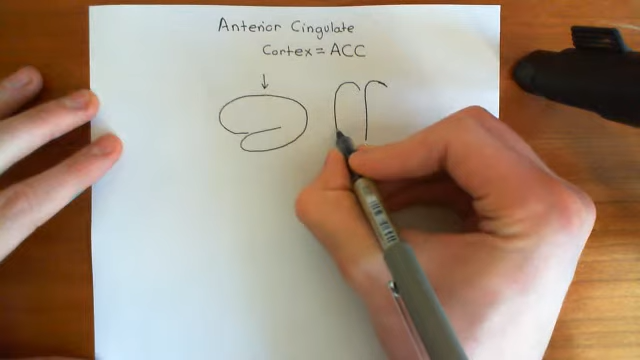 Anterior Cingulate
Cortex = ACC